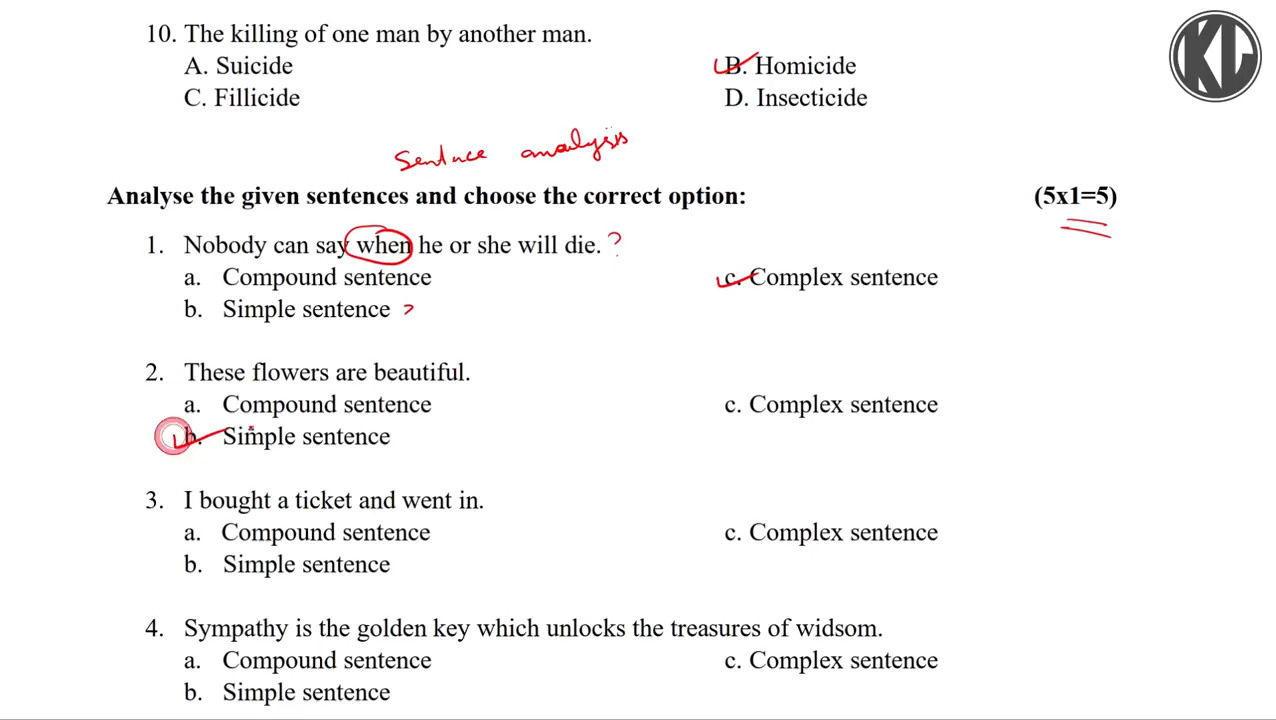 KL
10. The killing of one man by another man.
A. Suicide
B. Homicide
C. Fillicide
D. Insecticide
Sentence analysis
Analyse the given sentences and choose the correct option: (5x1=5)
1. Nobody can say when he or she will die. ?
a. Compound sentence
c. Complex sentence
b. Simple sentence ?
2. These flowers are beautiful.
a. Compound sentence
c. Complex sentence
b. Simple sentence
3. I bought a ticket and went in.
a. Compound sentence
c. Complex sentence
b. Simple sentence
4. Sympathy is the golden key which unlocks the treasures of widsom.
a. Compound sentence
c. Complex sentence
b. Simple sentence